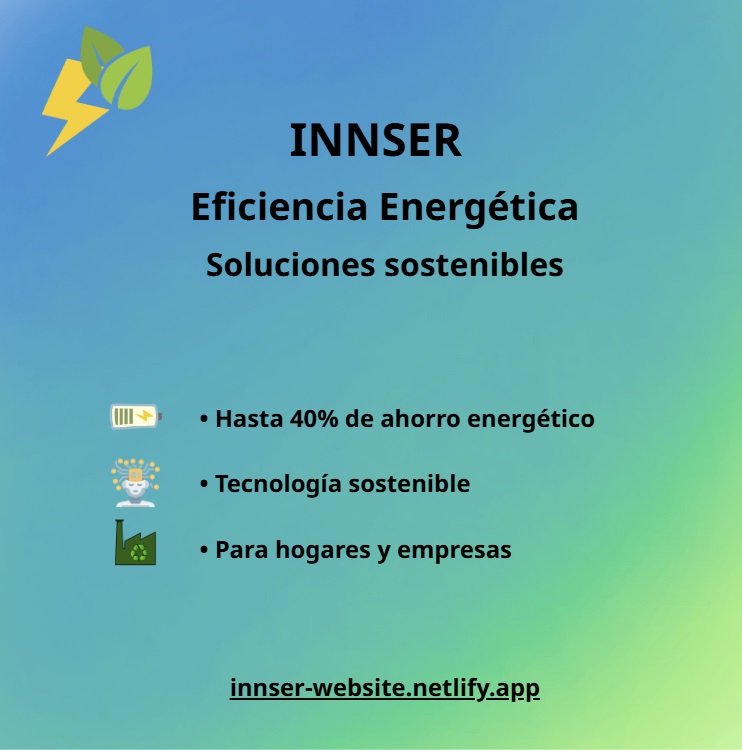 INNSER
Eficiencia Energética
Soluciones sostenibles
• Hasta 40% de ahorro energético
• Tecnología sostenible
• Para hogares y empresas
innser-website.netlify.app